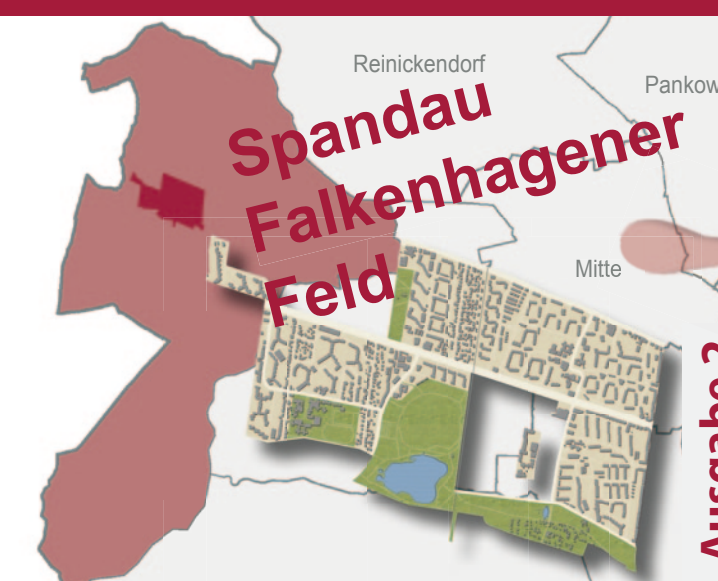 Reinickendorf
Pankow
Spandau
Falkenhagener
Feld
Mitte